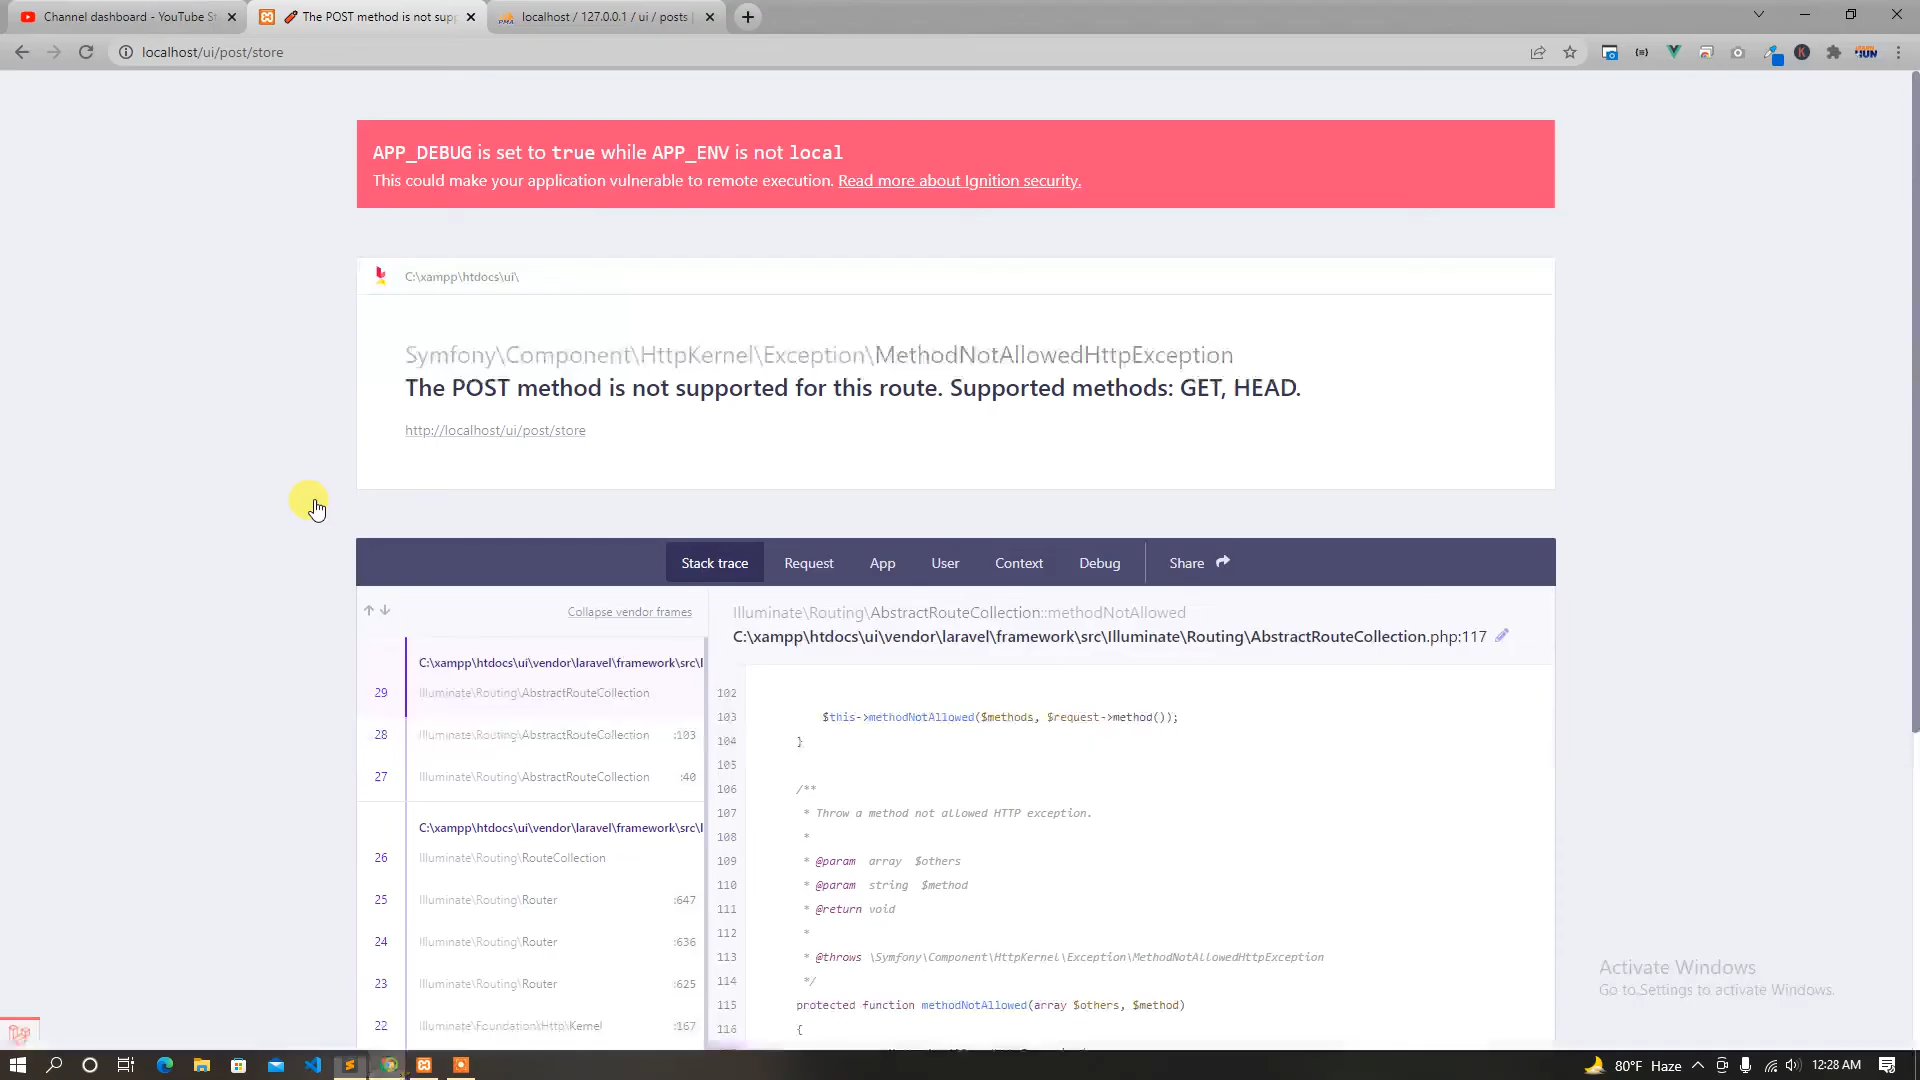 Channel dashboard - YouTube St
The POST method is not supp
localhost / 127.0.0.1 / ui / posts
localhost/ui/post/store
APP_DEBUG is set to true while APP_ENV is not local
This could make your application vulnerable to remote execution. Read more about Ignition security.
C:\xampp\htdocs\ui\
Symfony\Component\HttpKernel\Exception\MethodNotAllowedHttpException
The POST method is not supported for this route. Supported methods: GET, HEAD.
http://localhost/ui/post/store
Stack trace Request App User Context Debug Share
Collapse vendor frames
Illuminate\Routing\AbstractRouteCollection::methodNotAllowed
C:\xampp\htdocs\ui\vendor\laravel\framework\src\Illuminate\Routing\AbstractRouteCollection.php:117
C:\xampp\htdocs\ui\vendor\laravel\framework\src\I
29 Illuminate\Routing\AbstractRouteCollection
28 Illuminate\Routing\AbstractRouteCollection :103
27 Illuminate\Routing\AbstractRouteCollection :40
C:\xampp\htdocs\ui\vendor\laravel\framework\src\I
26 Illuminate\Routing\RouteCollection
25 Illuminate\Routing\Router :647
24 Illuminate\Routing\Router :636
23 Illuminate\Routing\Router :625
22 Illuminate\Foundation\Http\Kernel :167
102
103 $this->methodNotAllowed($methods, $request->method());
104 }
105
106 /**
107 * Throw a method not allowed HTTP exception.
108 *
109 * @param array $others
110 * @param string $method
111 * @return void
112 *
113 * @throws \Symfony\Component\HttpKernel\Exception\MethodNotAllowedHttpException
114 */
115 protected function methodNotAllowed(array $others, $method)
116 {
Activate Windows
Go to Settings to activate Windows.
80°F Haze
12:28 AM